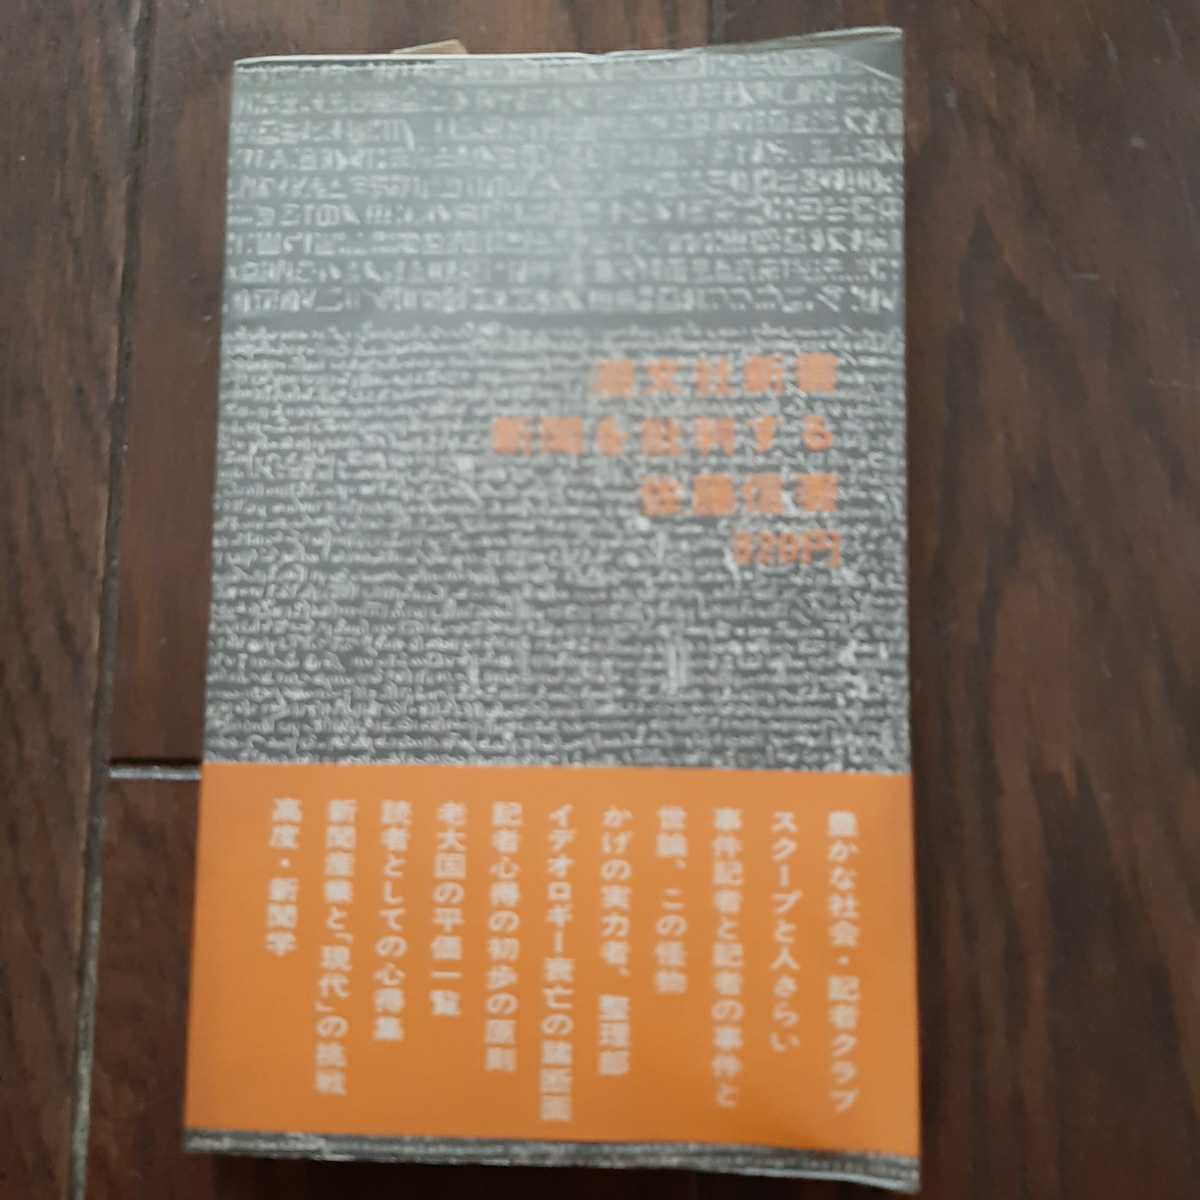 文社新書
新聞を批判する
佐藤信著
320円
豊かな社会・記者クラブ
スクープと人さらい
事件記者と記者の事件と
世論、この怪物
かげの実力者、整理部
イデオロギー衰亡の諸断面
記者心得の初歩の原則
老大国の平価一覧
読者としての心得集
新聞産業と「現代」の挑戦
高度・新聞学